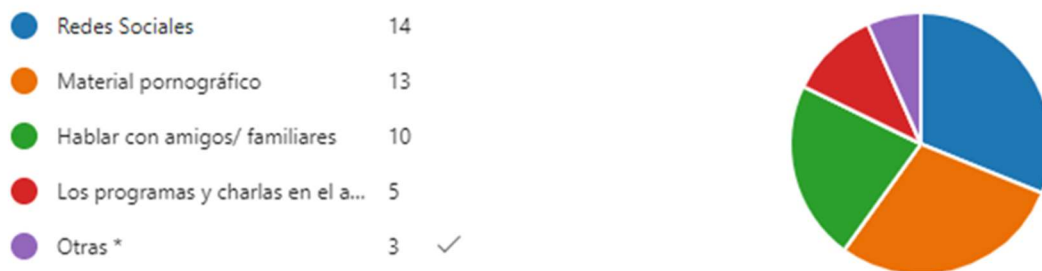 Redes Sociales 14
Material pornográfico 13
Hablar con amigos/ familiares 10
Los programas y charlas en el a... 5
Otras * 3